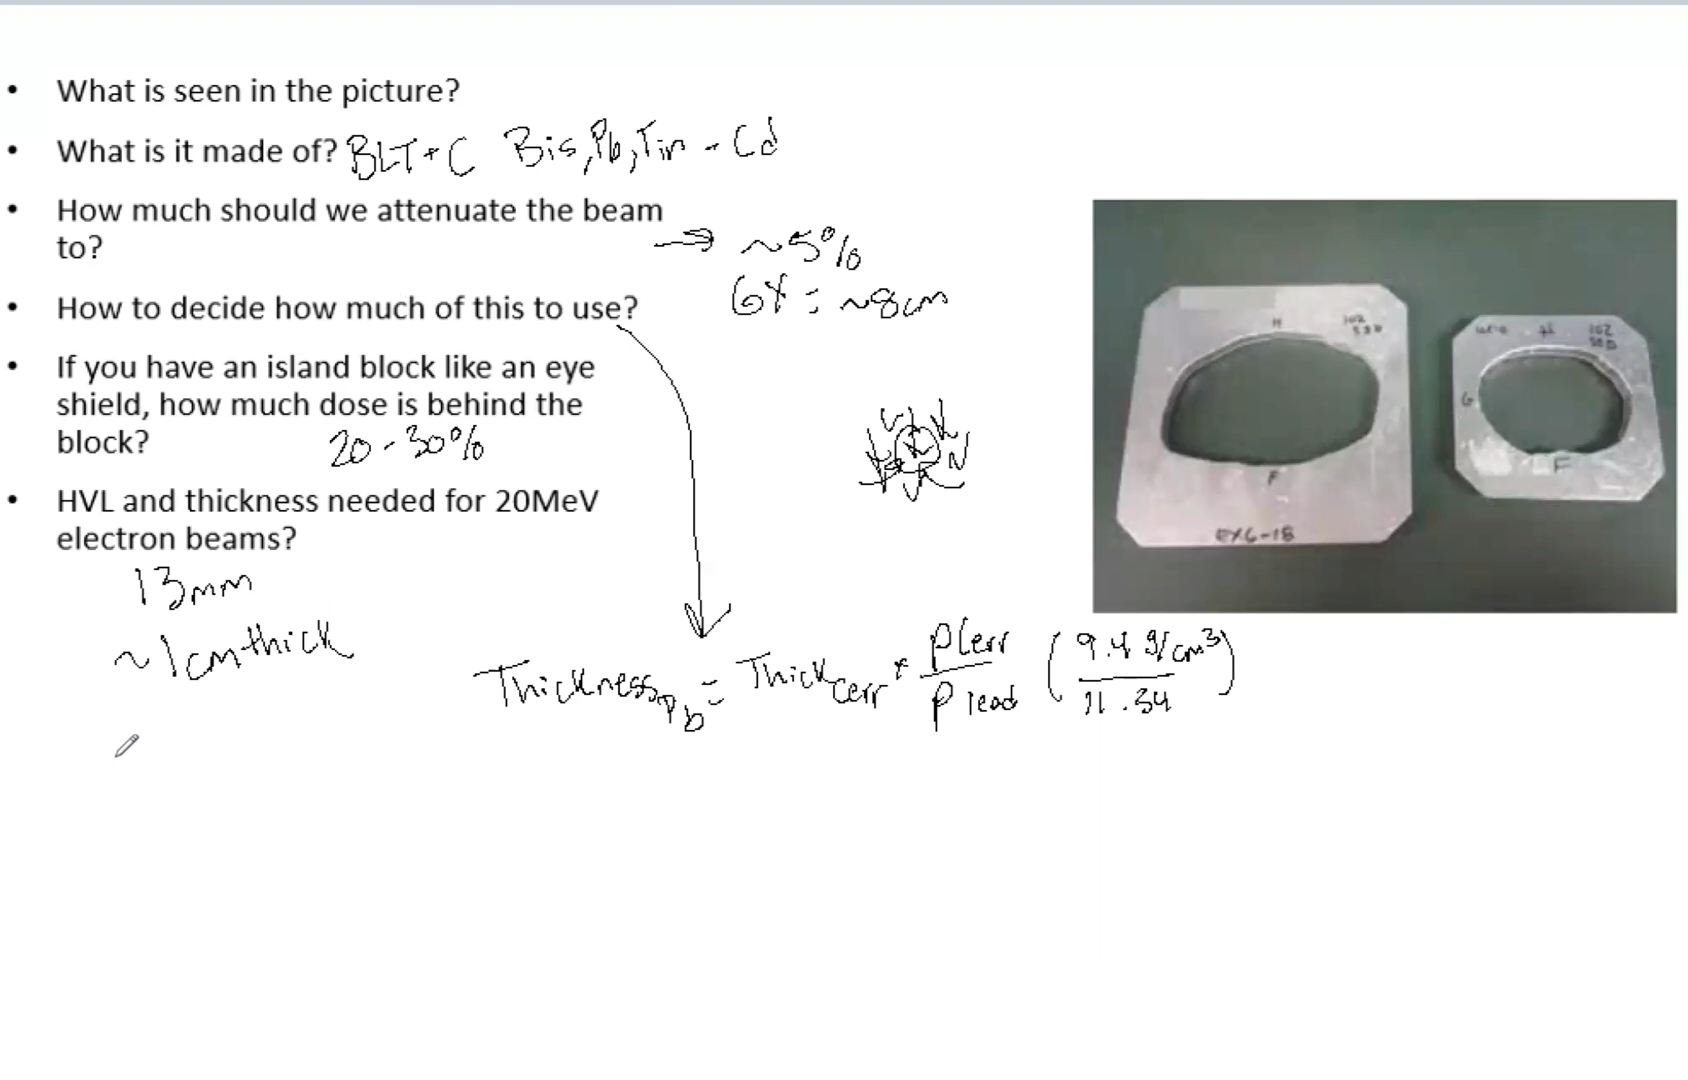 • What is seen in the picture?
• What is it made of? BLT + C Bis, Pb, Tin - Cd
• How much should we attenuate the beam
to? → ~5%
6X = ~8cm
• How to decide how much of this to use?
• If you have an island block like an eye
shield, how much dose is behind the
block? 20-30%
• HVL and thickness needed for 20MeV
electron beams?
13mm
~1cm thick
Thickness Pb = Thick cerr * ρ cerr / ρ lead (9.4 g/cm³ / 11.34)
H
102
F
EX6-18
102
G
F